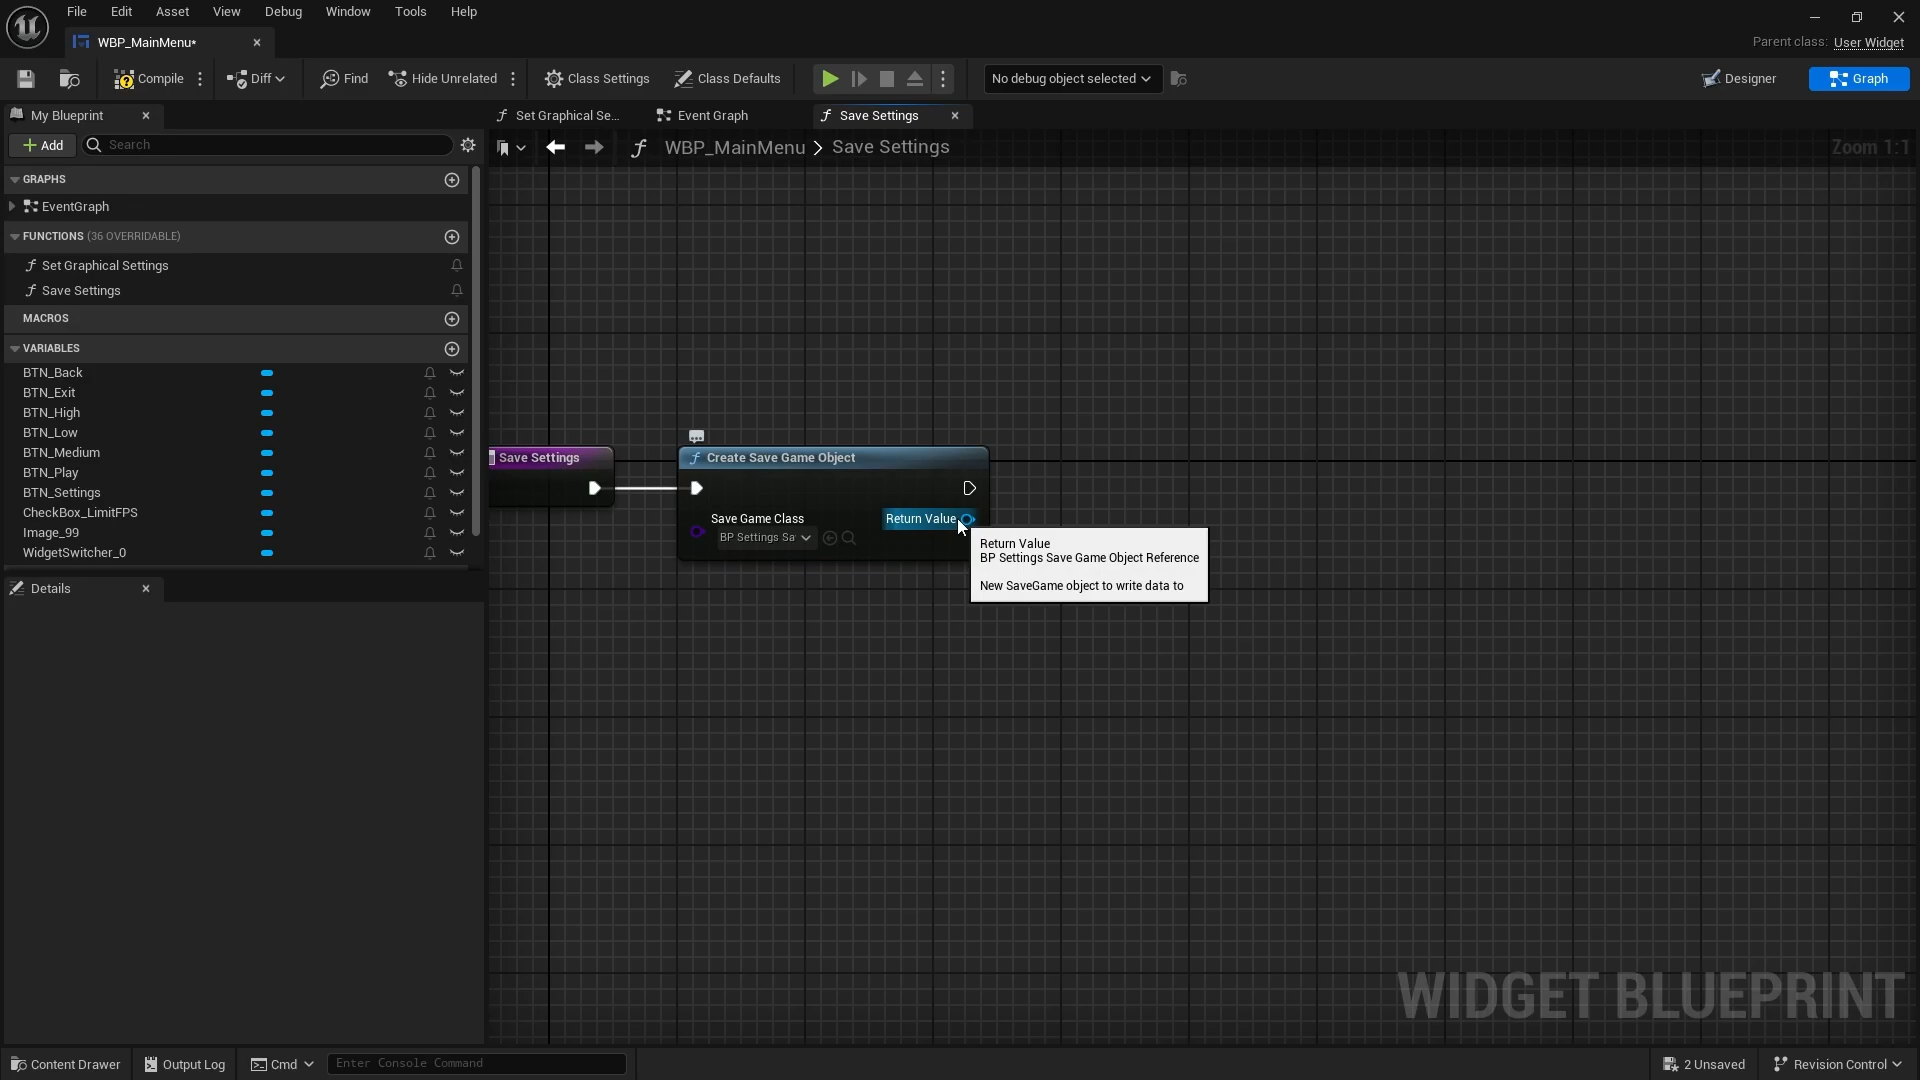 File Edit Asset View Debug Window Tools Help
WBP_MainMenu*
Parent class: User Widget
Compile Diff Find Hide Unrelated Class Settings Class Defaults No debug object selected Designer Graph
My Blueprint
Set Graphical Se... Event Graph Save Settings
Add Search
WBP_MainMenu > Save Settings
Zoom 1:1
GRAPHS
EventGraph
FUNCTIONS (36 OVERRIDABLE)
Set Graphical Settings
Save Settings
MACROS
VARIABLES
BTN_Back
BTN_Exit
BTN_High
BTN_Low
BTN_Medium
BTN_Play
BTN_Settings
CheckBox_LimitFPS
Image_99
WidgetSwitcher_0
Details
Save Settings
Create Save Game Object
Save Game Class
BP Settings Sa
Return Value
Return Value
BP Settings Save Game Object Reference
New SaveGame object to write data to
WIDGET BLUEPRINT
Content Drawer Output Log Cmd Enter Console Command 2 Unsaved Revision Control